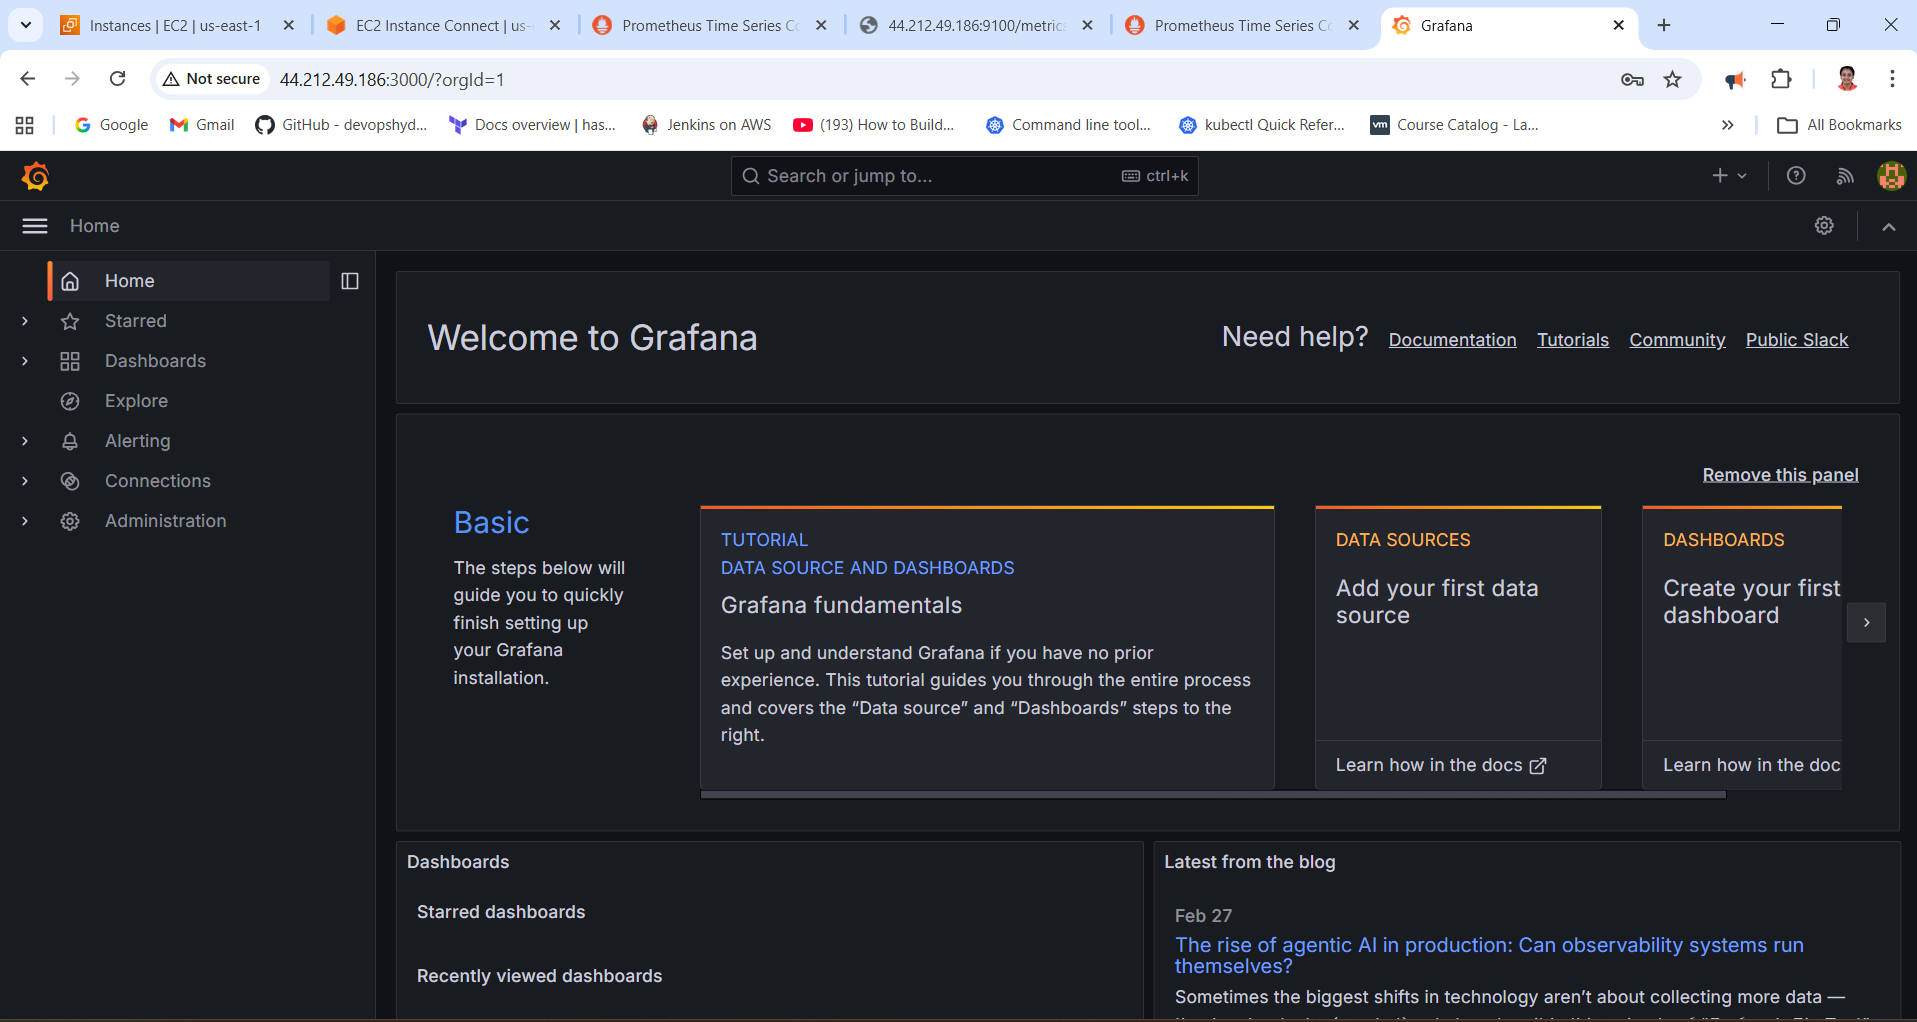 Instances | EC2 | us-east-1
EC2 Instance Connect | us-
Prometheus Time Series Co
44.212.49.186:9100/metrics
Prometheus Time Series Co
Grafana
Not secure
44.212.49.186:3000/?orgId=1
Google
Gmail
GitHub - devopshyd...
Docs overview | has...
Jenkins on AWS
(193) How to Build...
Command line tool...
kubectl Quick Refer...
vm
Course Catalog - La...
All Bookmarks
Search or jump to...
ctrl+k
Home
Home
Starred
Dashboards
Explore
Alerting
Connections
Administration
Welcome to Grafana
Need help?
Documentation
Tutorials
Community
Public Slack
Remove this panel
Basic
The steps below will
guide you to quickly
finish setting up
your Grafana
installation.
TUTORIAL
DATA SOURCE AND DASHBOARDS
Grafana fundamentals
Set up and understand Grafana if you have no prior
experience. This tutorial guides you through the entire process
and covers the “Data source” and “Dashboards” steps to the
right.
DATA SOURCES
Add your first data
source
Learn how in the docs
DASHBOARDS
Create your first
dashboard
Learn how in the doc
Dashboards
Starred dashboards
Recently viewed dashboards
Latest from the blog
Feb 27
The rise of agentic AI in production: Can observability systems run
themselves?
Sometimes the biggest shifts in technology aren’t about collecting more data —